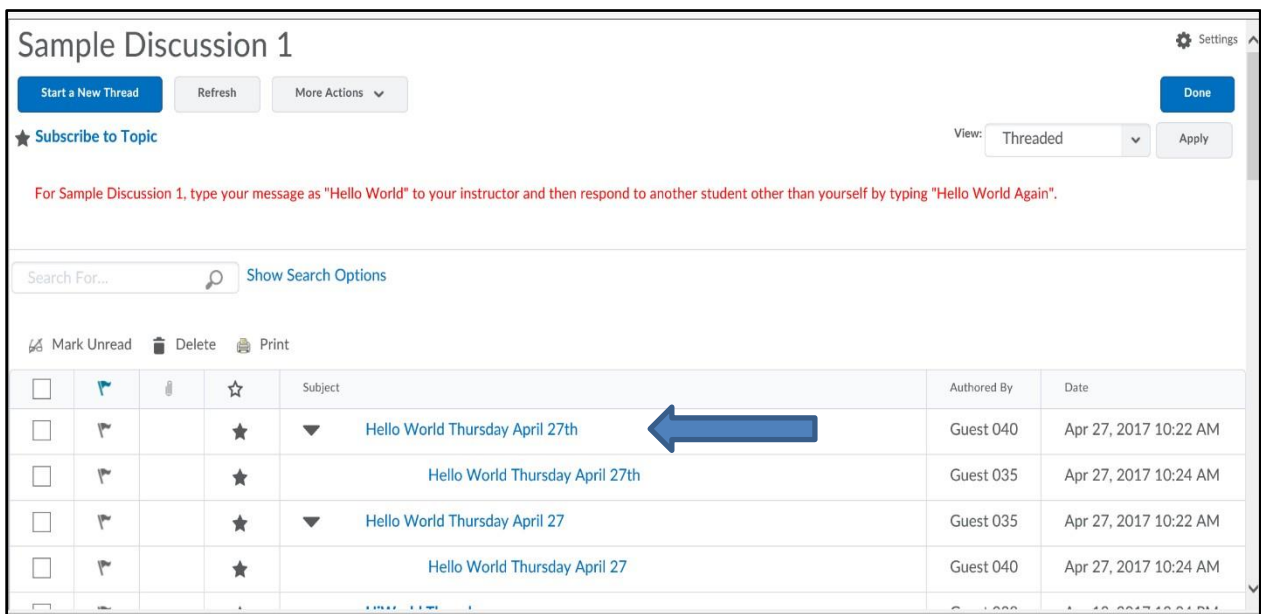 Sample Discussion 1
Settings
Start a New Thread Refresh More Actions Done
Subscribe to Topic View: Threaded Apply
For Sample Discussion 1, type your message as "Hello World" to your instructor and then respond to another student other than yourself by typing "Hello World Again".
Search For... Show Search Options
Mark Unread Delete Print
Subject Authored By Date
Hello World Thursday April 27th Guest 040 Apr 27, 2017 10:22 AM
Hello World Thursday April 27th Guest 035 Apr 27, 2017 10:24 AM
Hello World Thursday April 27 Guest 035 Apr 27, 2017 10:22 AM
Hello World Thursday April 27 Guest 040 Apr 27, 2017 10:24 AM